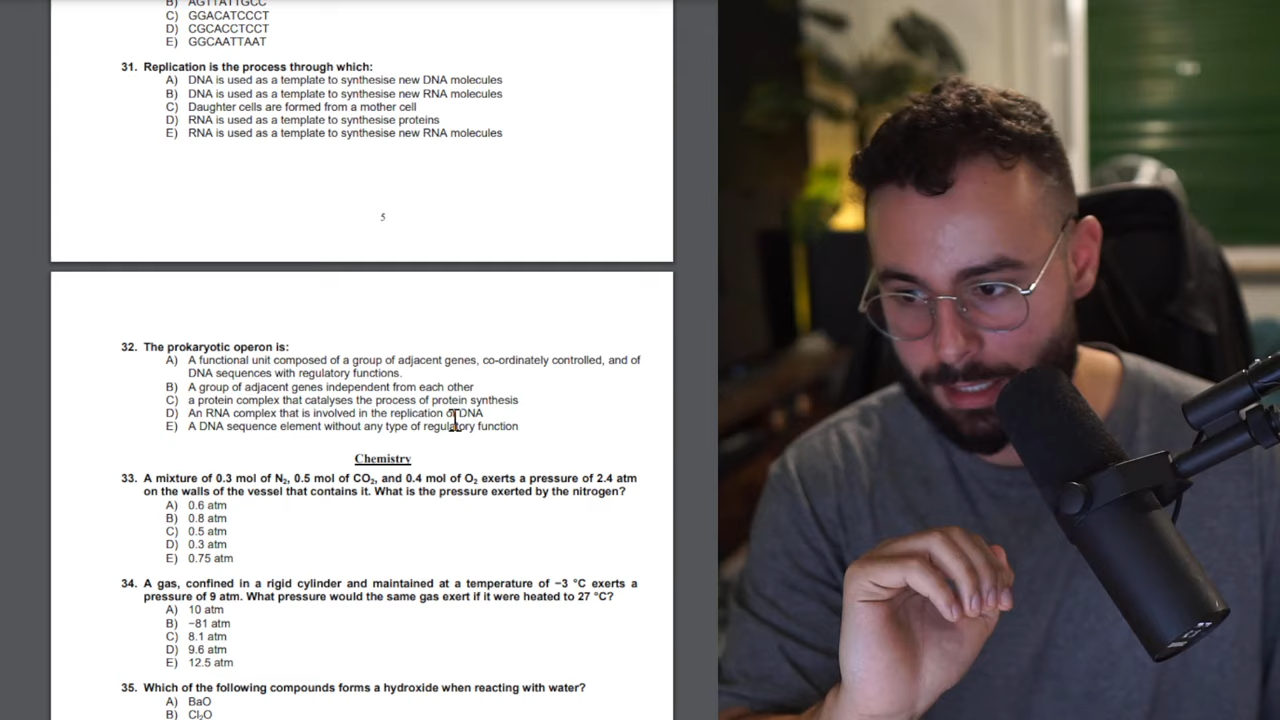 B) AGTTATTGCC
C) GGACATCCCT
D) CGCACCTCCT
E) GGCAATTAAT
31. Replication is the process through which:
A) DNA is used as a template to synthesise new DNA molecules
B) DNA is used as a template to synthesise new RNA molecules
C) Daughter cells are formed from a mother cell
D) RNA is used as a template to synthesise proteins
E) RNA is used as a template to synthesise new RNA molecules
5
32. The prokaryotic operon is:
A) A functional unit composed of a group of adjacent genes, co-ordinately controlled, and of
DNA sequences with regulatory functions.
B) A group of adjacent genes independent from each other
C) a protein complex that catalyses the process of protein synthesis
D) An RNA complex that is involved in the replication of DNA
E) A DNA sequence element without any type of regulatory function
Chemistry
33. A mixture of 0.3 mol of N₂, 0.5 mol of CO₂, and 0.4 mol of O₂ exerts a pressure of 2.4 atm
on the walls of the vessel that contains it. What is the pressure exerted by the nitrogen?
A) 0.6 atm
B) 0.8 atm
C) 0.5 atm
D) 0.3 atm
E) 0.75 atm
34. A gas, confined in a rigid cylinder and maintained at a temperature of −3 °C exerts a
pressure of 9 atm. What pressure would the same gas exert if it were heated to 27 °C?
A) 10 atm
B) −81 atm
C) 8.1 atm
D) 9.6 atm
E) 12.5 atm
35. Which of the following compounds forms a hydroxide when reacting with water?
A) BaO
B) Cl₂O